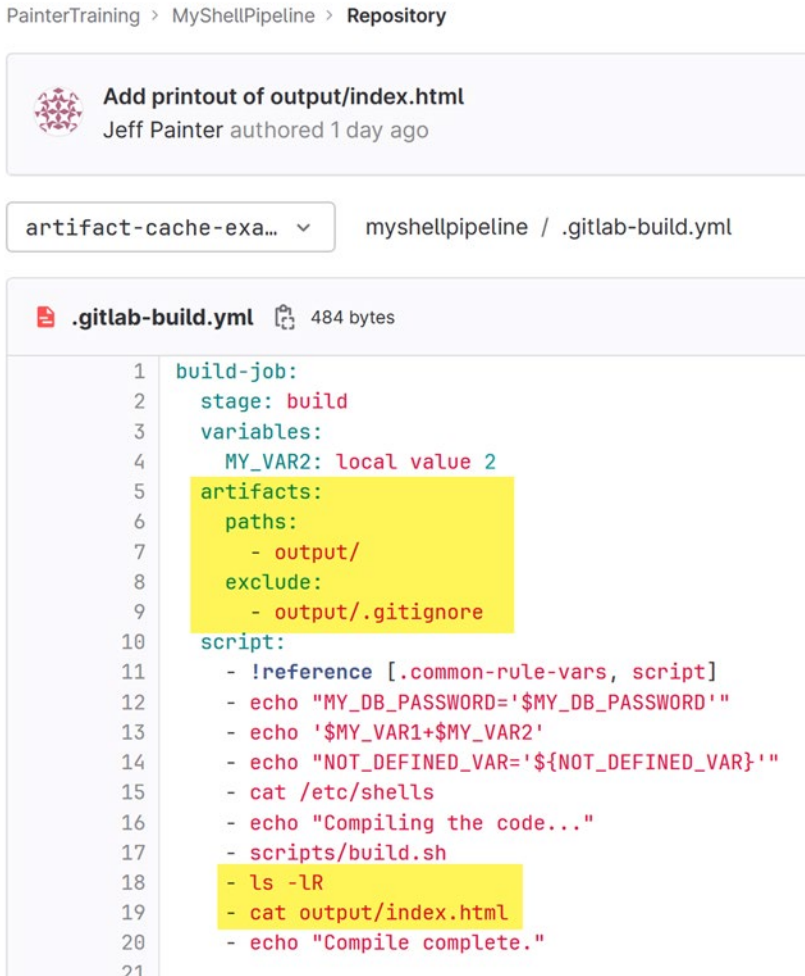 PainterTraining > MyShellPipeline > Repository
Add printout of output/index.html
Jeff Painter authored 1 day ago
artifact-cache-exa… myshellpipeline / .gitlab-build.yml
.gitlab-build.yml 484 bytes
1 build-job:
2   stage: build
3   variables:
4     MY_VAR2: local value 2
5   artifacts:
6     paths:
7       - output/
8     exclude:
9       - output/.gitignore
10   script:
11     - !reference [.common-rule-vars, script]
12     - echo "MY_DB_PASSWORD='$MY_DB_PASSWORD'"
13     - echo '$MY_VAR1+$MY_VAR2'
14     - echo "NOT_DEFINED_VAR='${NOT_DEFINED_VAR}'"
15     - cat /etc/shells
16     - echo "Compiling the code..."
17     - scripts/build.sh
18     - ls -lR
19     - cat output/index.html
20     - echo "Compile complete."
21